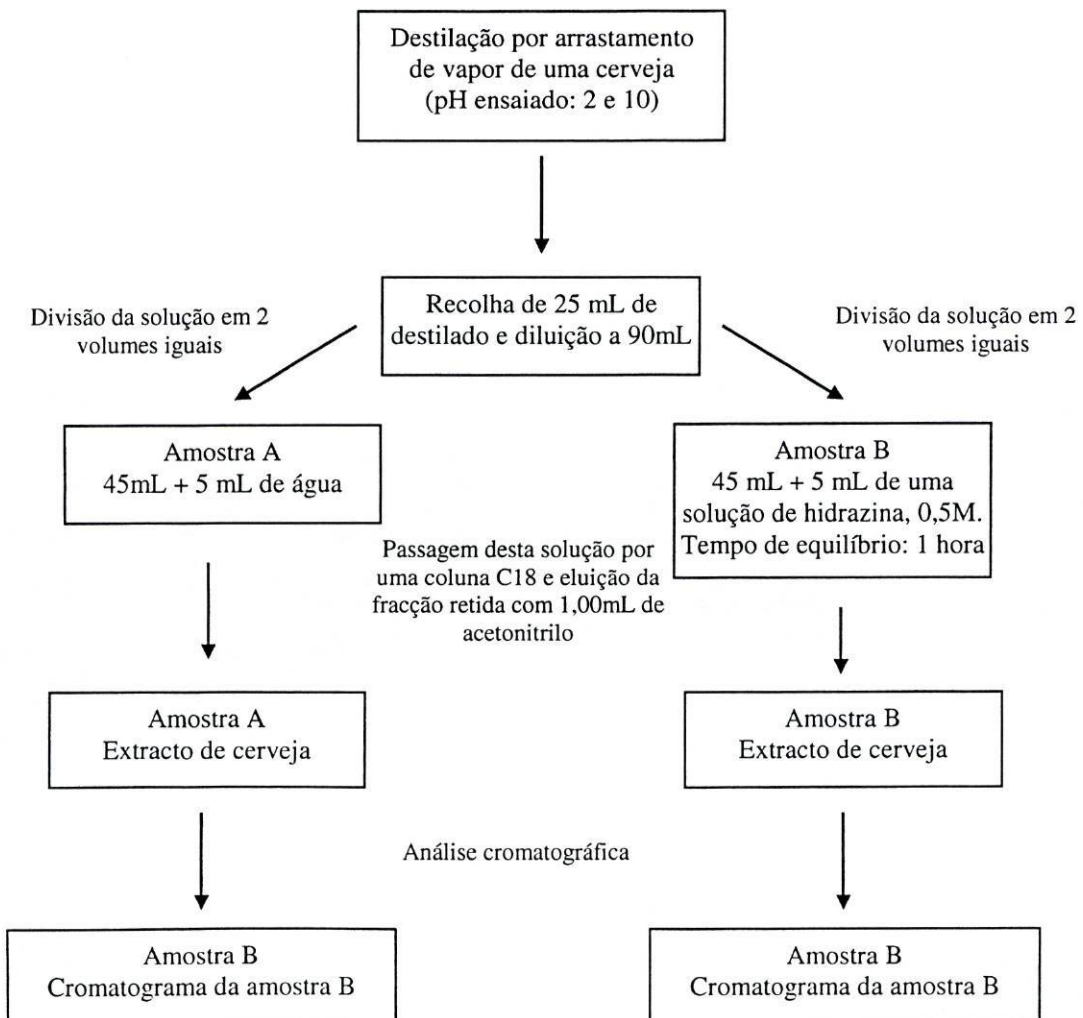 Destilação por arrastamento
de vapor de uma cerveja
(pH ensaiado: 2 e 10)
Recolha de 25 mL de
destilado e diluição a 90mL
Divisão da solução em 2
volumes iguais
Divisão da solução em 2
volumes iguais
Amostra A
45mL + 5 mL de água
Amostra B
45 mL + 5 mL de uma
solução de hidrazina, 0,5M.
Tempo de equilíbrio: 1 hora
Passagem desta solução por
uma coluna C18 e eluição da
fracção retida com 1,00mL de
acetonitrilo
Amostra A
Extracto de cerveja
Amostra B
Extracto de cerveja
Análise cromatográfica
Amostra B
Cromatograma da amostra B
Amostra B
Cromatograma da amostra B